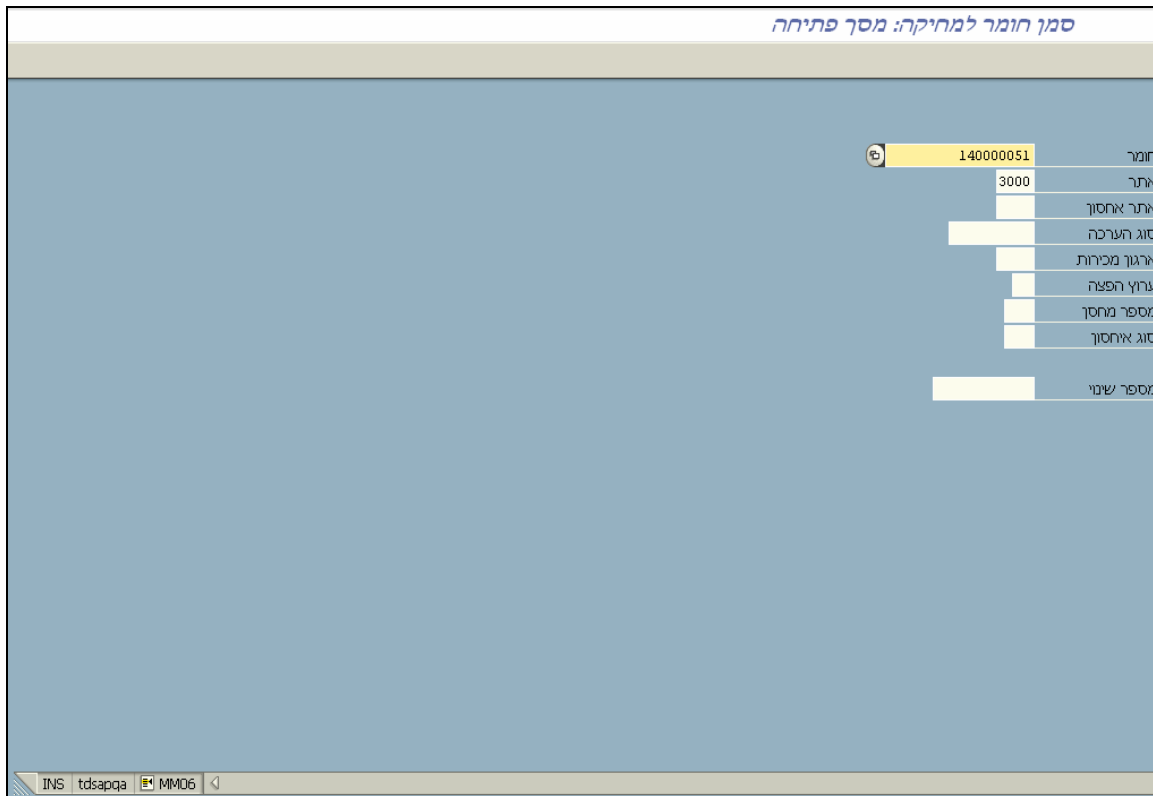 סמן חומר למחיקה: מסך פתיחה
חומר 140000051
אתר 3000
אתר אחסון
סוג הערכה
ארגון מכירות
ערוץ הפצה
מספר מחסן
סוג איחסון
מספר שינוי
INS tdsapqa MM06